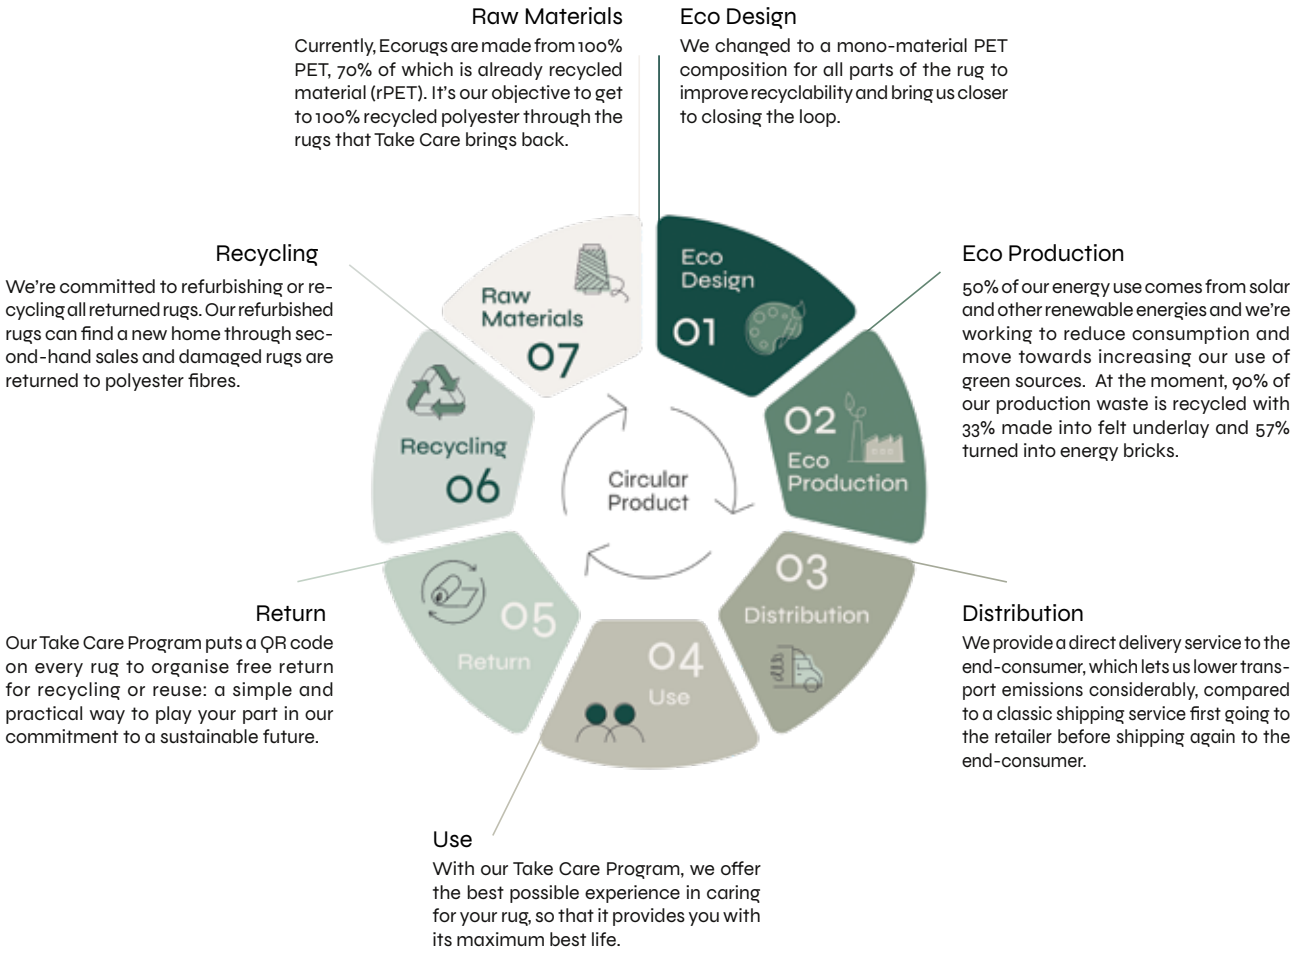 Raw Materials
Currently, Ecorugs are made from 100%
PET, 70% of which is already recycled
material (rPET). It's our objective to get
to 100% recycled polyester through the
rugs that Take Care brings back.
Eco Design
We changed to a mono-material PET
composition for all parts of the rug to
improve recyclability and bring us closer
to closing the loop.
Recycling
We're committed to refurbishing or re-
cycling all returned rugs. Our refurbished
rugs can find a new home through sec-
ond-hand sales and damaged rugs are
returned to polyester fibres.
Eco Production
50% of our energy use comes from solar
and other renewable energies and we're
working to reduce consumption and
move towards increasing our use of
green sources. At the moment, 90% of
our production waste is recycled with
33% made into felt underlay and 57%
turned into energy bricks.
Eco
Design
01
02
Eco
Production
03
Distribution
04
Use
05
Return
Recycling
06
Raw
Materials
07
Circular
Product
Return
Our Take Care Program puts a QR code
on every rug to organise free return
for recycling or reuse: a simple and
practical way to play your part in our
commitment to a sustainable future.
Distribution
We provide a direct delivery service to the
end-consumer, which lets us lower trans-
port emissions considerably, compared
to a classic shipping service first going to
the retailer before shipping again to the
end-consumer.
Use
With our Take Care Program, we offer
the best possible experience in caring
for your rug, so that it provides you with
its maximum best life.